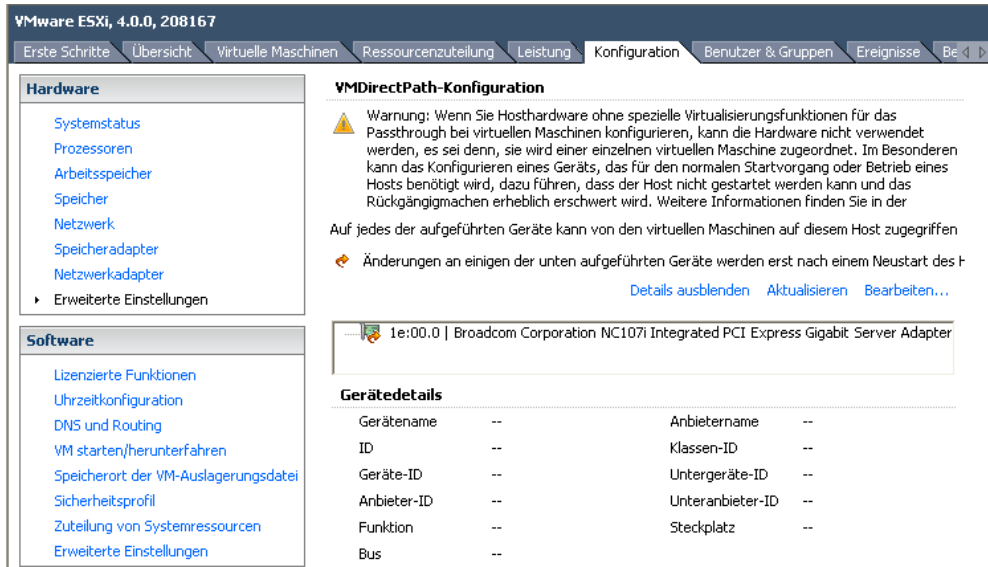 VMware ESXi, 4.0.0, 208167
Erste Schritte Übersicht Virtuelle Maschinen Ressourcenzuteilung Leistung Konfiguration Benutzer & Gruppen Ereignisse Be
Hardware
Systemstatus
Prozessoren
Arbeitsspeicher
Speicher
Netzwerk
Speicheradapter
Netzwerkadapter
Erweiterte Einstellungen
Software
Lizenzierte Funktionen
Uhrzeitkonfiguration
DNS und Routing
VM starten/herunterfahren
Speicherort der VM-Auslagerungsdatei
Sicherheitsprofil
Zuteilung von Systemressourcen
Erweiterte Einstellungen
VMDirectPath-Konfiguration
Warnung: Wenn Sie Hosthardware ohne spezielle Virtualisierungsfunktionen für das
Passthrough bei virtuellen Maschinen konfigurieren, kann die Hardware nicht verwendet
werden, es sei denn, sie wird einer einzelnen virtuellen Maschine zugeordnet. Im Besonderen
kann das Konfigurieren eines Geräts, das für den normalen Startvorgang oder Betrieb eines
Hosts benötigt wird, dazu führen, dass der Host nicht gestartet werden kann und das
Rückgängigmachen erheblich erschwert wird. Weitere Informationen finden Sie in der
Auf jedes der aufgeführten Geräte kann von den virtuellen Maschinen auf diesem Host zugegriffen
Änderungen an einigen der unten aufgeführten Geräte werden erst nach einem Neustart des H
Details ausblenden Aktualisieren Bearbeiten...
1e:00.0 | Broadcom Corporation NC107i Integrated PCI Express Gigabit Server Adapter
Gerätedetails
Gerätename -- Anbietername --
ID -- Klassen-ID --
Geräte-ID -- Untergeräte-ID --
Anbieter-ID -- Unteranbieter-ID --
Funktion -- Steckplatz --
Bus --